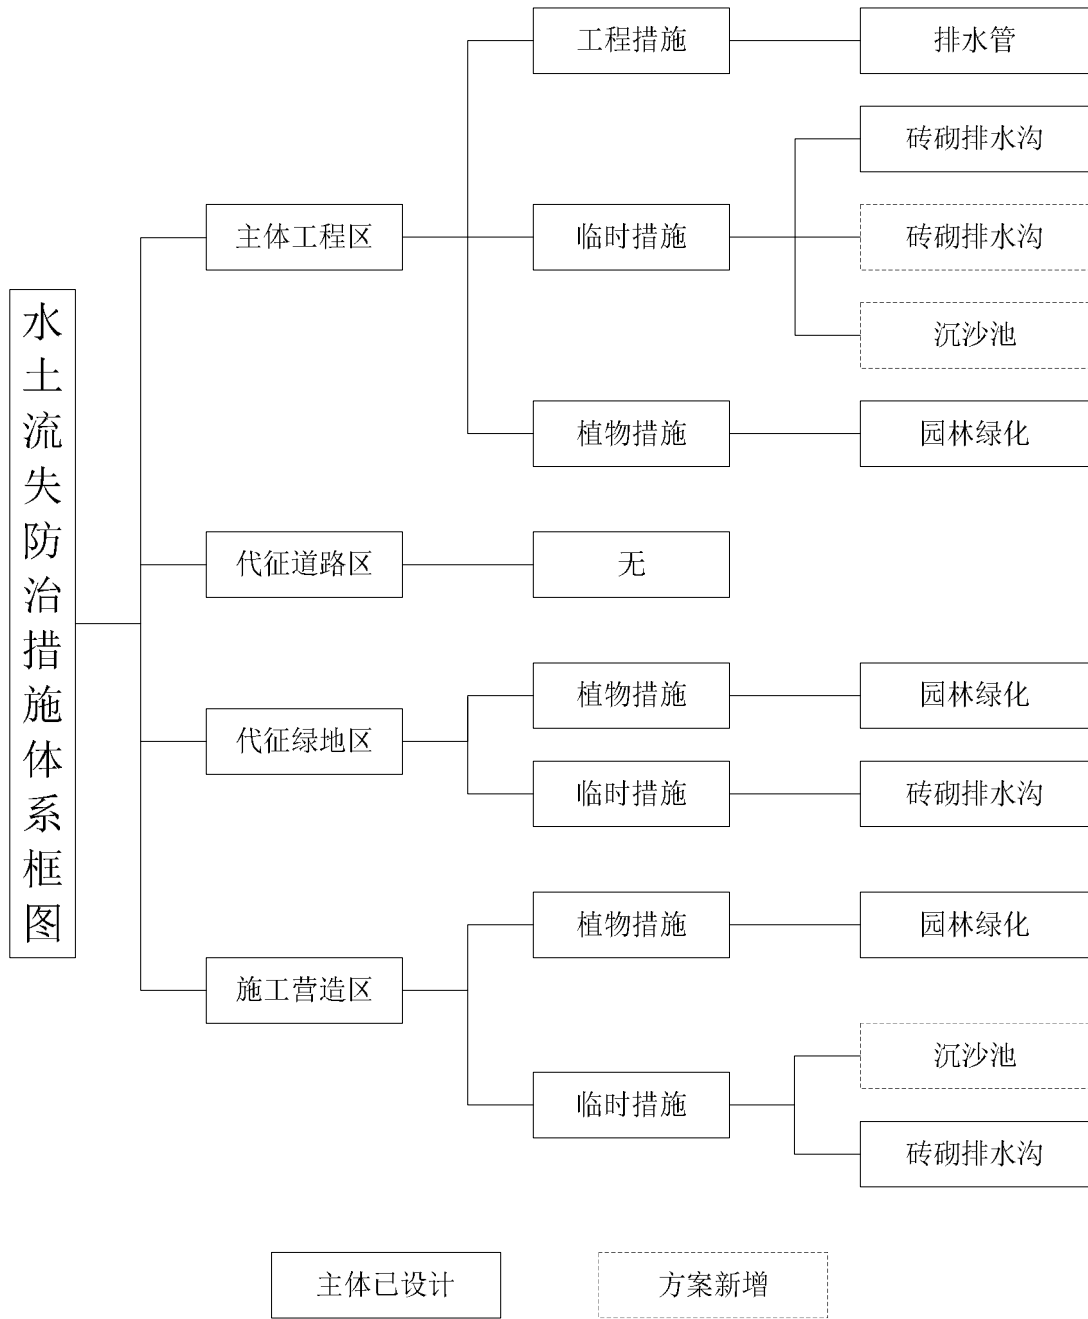 水土流失防治措施体系框图
主体工程区
工程措施
排水管
临时措施
砖砌排水沟
砖砌排水沟
沉沙池
植物措施
园林绿化
代征道路区
无
代征绿地区
植物措施
园林绿化
临时措施
砖砌排水沟
施工营造区
植物措施
园林绿化
临时措施
沉沙池
砖砌排水沟
主体已设计
方案新增